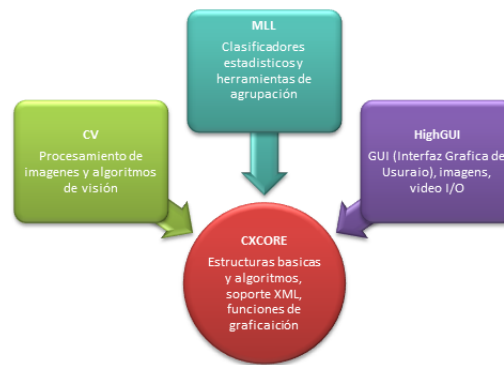 MLL
Clasificadores
estadisticos y
herramientas de
agrupación
CV
Procesamiento de
imagenes y algoritmos
de visión
HighGUI
GUI (Interfaz Grafica de
Usuraio), imagens,
video I/O
CXCORE
Estructuras basicas
y algoritmos,
soporte XML,
funciones de
graficaición